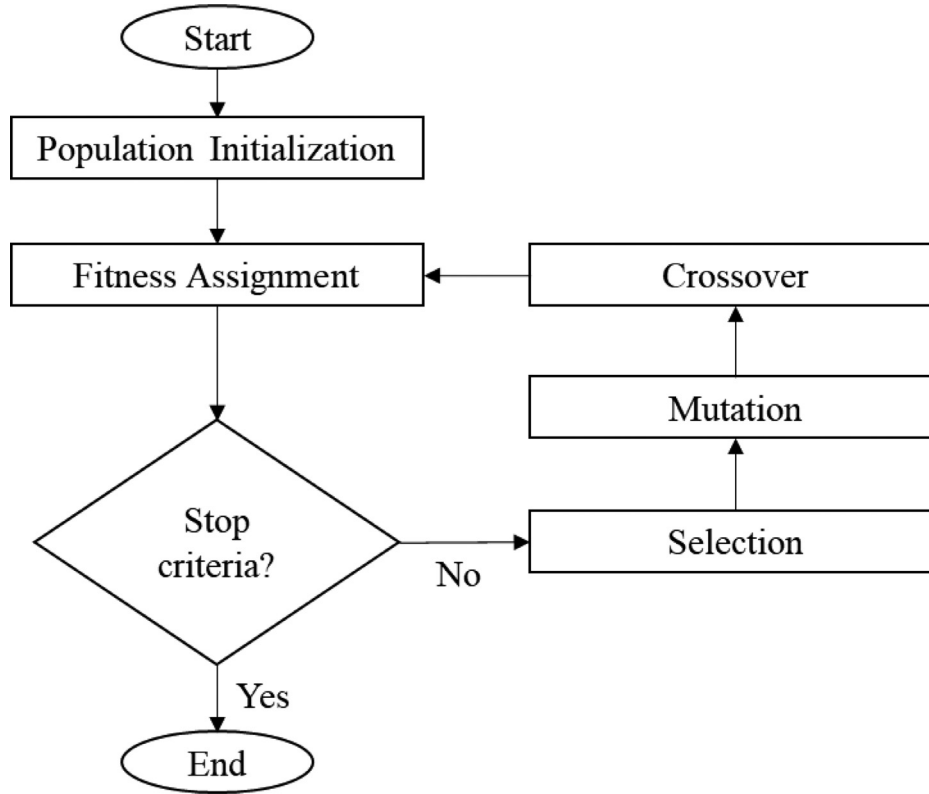 Start
Population Initialization
Fitness Assignment
Crossover
Mutation
Stop
criteria?
No
Selection
Yes
End